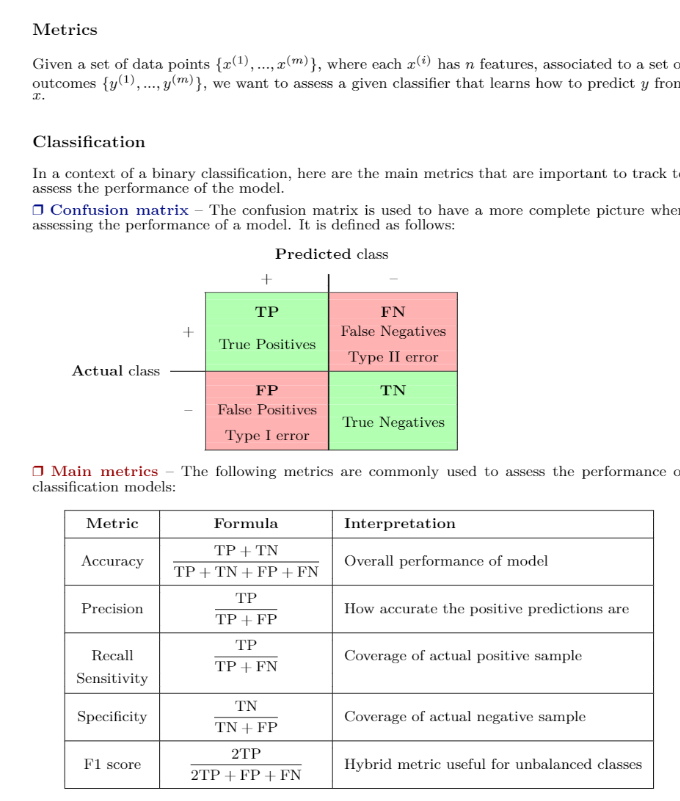 Metrics
Given a set of data points {x^(1), ..., x^(m)}, where each x^(i) has n features, associated to a set o
outcomes {y^(1), ..., y^(m)}, we want to assess a given classifier that learns how to predict y from
x.
Classification
In a context of a binary classification, here are the main metrics that are important to track t
assess the performance of the model.
❒ Confusion matrix – The confusion matrix is used to have a more complete picture when
assessing the performance of a model. It is defined as follows:
Predicted class
+ –
TP FN
+ True Positives False Negatives
Type II error
Actual class
FP TN
– False Positives True Negatives
Type I error
❒ Main metrics – The following metrics are commonly used to assess the performance o
classification models:
Metric Formula Interpretation
Accuracy (TP + TN) / (TP + TN + FP + FN) Overall performance of model
Precision TP / (TP + FP) How accurate the positive predictions are
Recall TP / (TP + FN) Coverage of actual positive sample
Sensitivity
Specificity TN / (TN + FP) Coverage of actual negative sample
F1 score 2TP / (2TP + FP + FN) Hybrid metric useful for unbalanced classes